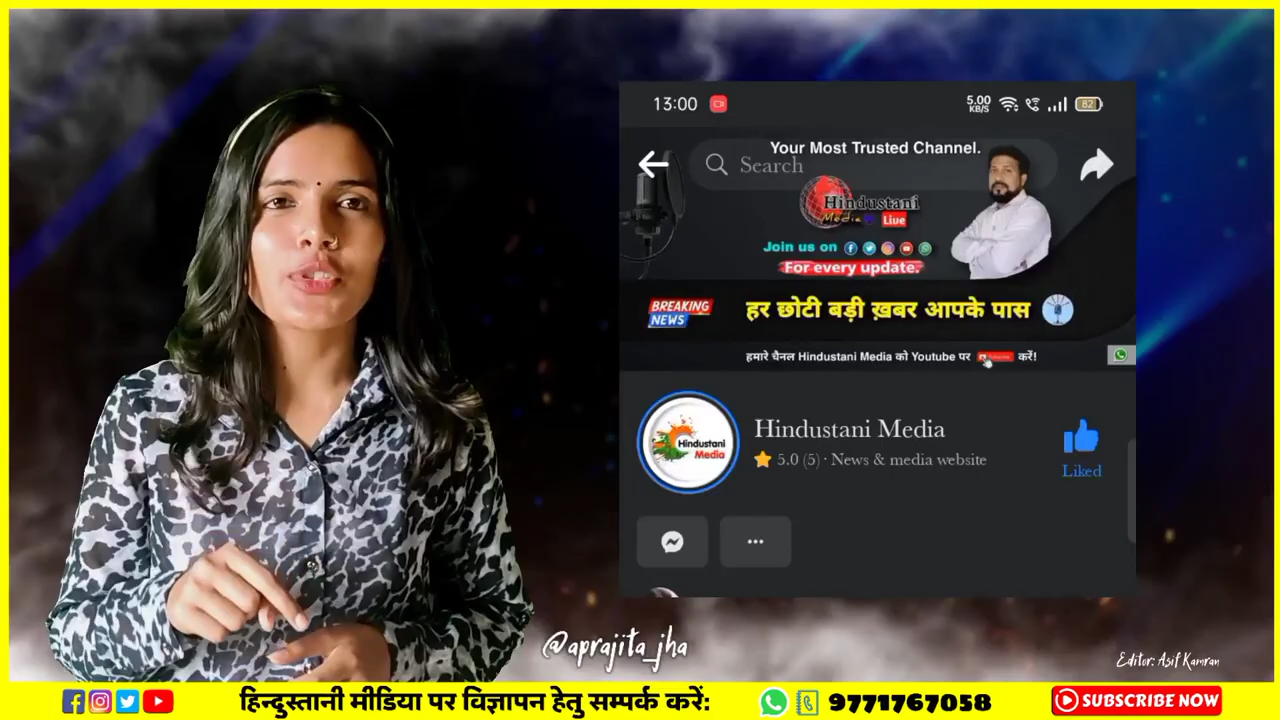 13:00
5.00
KB/S
82
Your Most Trusted Channel.
Search
Hindustani
Media
Live
Join us on
For every update.
BREAKING
NEWS
हर छोटी बड़ी ख़बर आपके पास
हमारे चैनल Hindustani Media को Youtube पर Subscribe करें!
Hindustani
Media
Hindustani Media
5.0 (5) · News & media website
Liked
@aprajita_jha
Editor: Asif Kamran
हिन्दुस्तानी मीडिया पर विज्ञापन हेतु सम्पर्क करें:
9771767058
SUBSCRIBE NOW